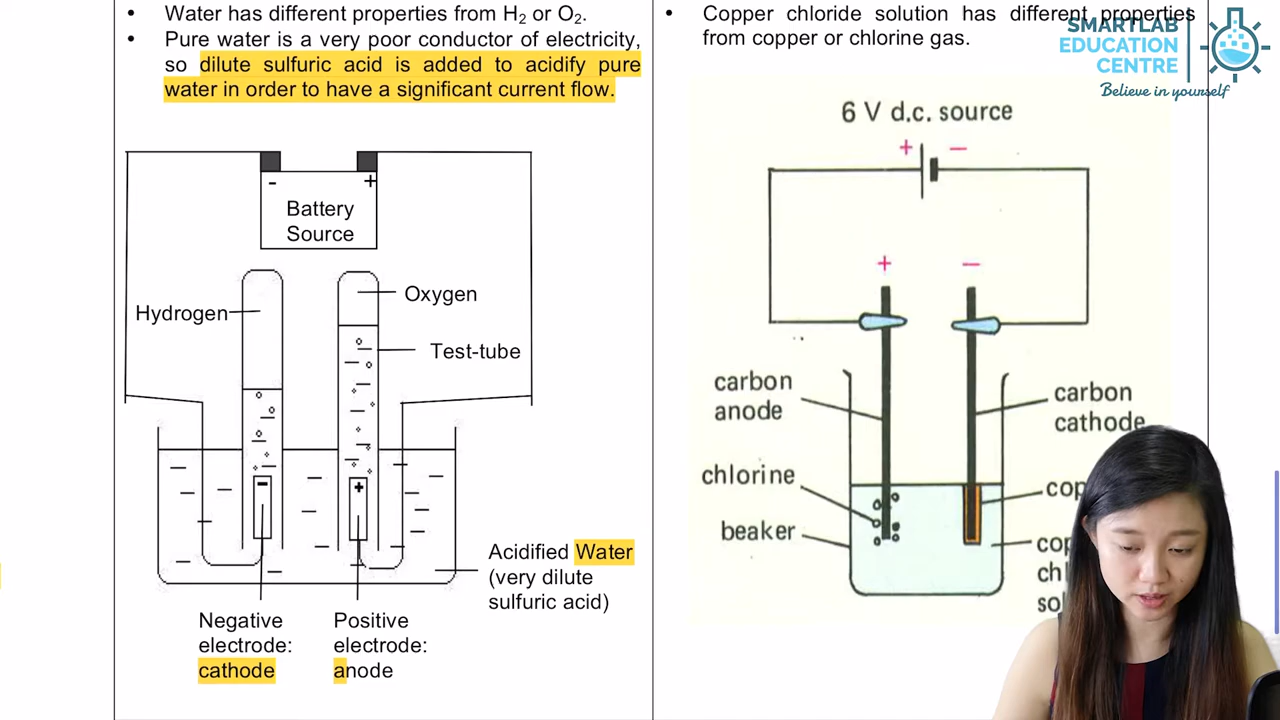 • Water has different properties from H₂ or O₂.
• Pure water is a very poor conductor of electricity,
so dilute sulfuric acid is added to acidify pure
water in order to have a significant current flow.
-
+
Battery
Source
Hydrogen
Oxygen
Test-tube
-
+
Acidified Water
(very dilute
sulfuric acid)
Negative
electrode:
cathode
Positive
electrode:
anode
• Copper chloride solution has different properties
from copper or chlorine gas.
SMARTLAB
EDUCATION
CENTRE
Believe in yourself
6 V d.c. source
+ −
+ −
carbon
anode
carbon
cathode
chlorine
beaker